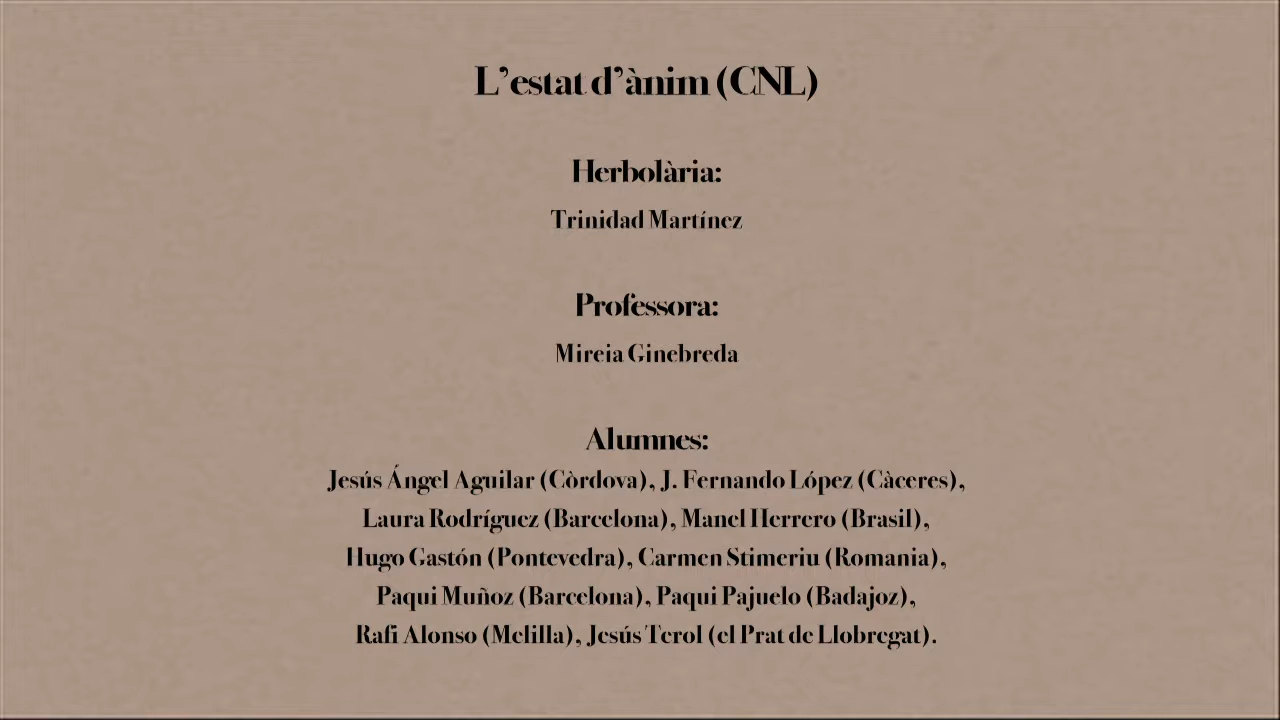 L’estat d’ànim (CNL)
Herbolària:
Trinidad Martínez
Professora:
Mireia Ginebreda
Alumnes:
Jesús Ángel Aguilar (Còrdova), J. Fernando López (Càceres),
Laura Rodríguez (Barcelona), Manel Herrero (Brasil),
Hugo Gastón (Pontevedra), Carmen Stimeriu (Romania),
Paqui Muñoz (Barcelona), Paqui Pajuelo (Badajoz),
Rafi Alonso (Melilla), Jesús Terol (el Prat de Llobregat).